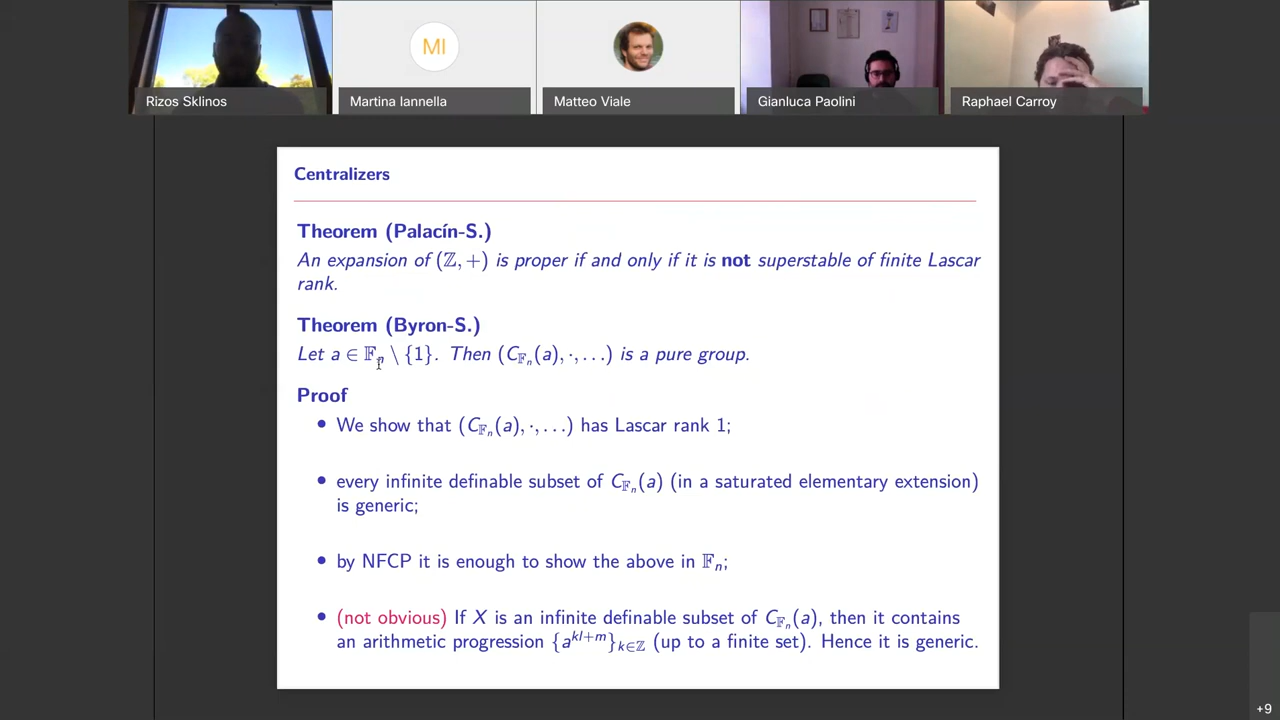 MI
Rizos Sklinos
Martina Iannella
Matteo Viale
Gianluca Paolini
Raphael Carroy
Centralizers
Theorem (Palacín-S.)
An expansion of (ℤ, +) is proper if and only if it is not superstable of finite Lascar
rank.
Theorem (Byron-S.)
Let a ∈ 𝔽ₙ \ {1}. Then (C_{𝔽ₙ}(a), ·, …) is a pure group.
Proof
• We show that (C_{𝔽ₙ}(a), ·, …) has Lascar rank 1;
• every infinite definable subset of C_{𝔽ₙ}(a) (in a saturated elementary extension)
is generic;
• by NFCP it is enough to show the above in 𝔽ₙ;
• (not obvious) If X is an infinite definable subset of C_{𝔽ₙ}(a), then it contains
an arithmetic progression {a^{kl+m}}_{k∈ℤ} (up to a finite set). Hence it is generic.
+9